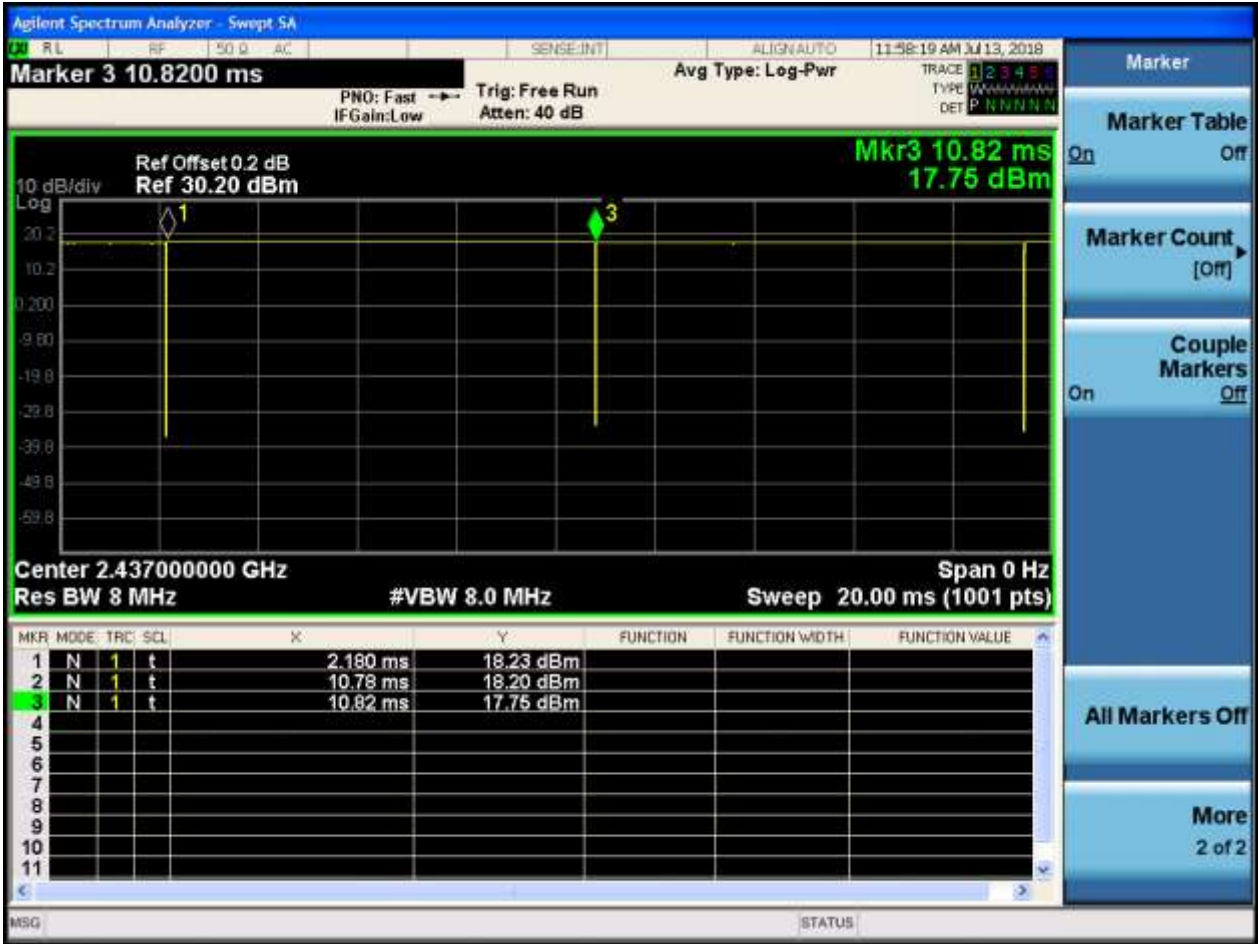 Agilent Spectrum Analyzer - Swept SA
RL RF 50 Ω AC SENSE:INT ALIGNAUTO 11:58:19 AM Jul 13, 2018
Marker 3 10.8200 ms
PNO: Fast
IFGain:Low
Trig: Free Run
Atten: 40 dB
Avg Type: Log-Pwr
TRACE 1 2 3 4 5 6
TYPE
DET P N N N N N
Mkr3 10.82 ms
17.75 dBm
Ref Offset 0.2 dB
10 dB/div Ref 30.20 dBm
Log
1
3
20.2
10.2
0.200
-9.80
-19.8
-29.8
-39.8
-49.8
-59.8
Center 2.437000000 GHz Span 0 Hz
Res BW 8 MHz #VBW 8.0 MHz Sweep 20.00 ms (1001 pts)
MKR MODE TRC SCL X Y FUNCTION FUNCTION WIDTH FUNCTION VALUE
1 N 1 t 2.180 ms 18.23 dBm
2 N 1 t 10.78 ms 18.20 dBm
3 N 1 t 10.82 ms 17.75 dBm
4
5
6
7
8
9
10
11
MSG STATUS
Marker
Marker Table
On Off
Marker Count
[Off]
Couple
Markers
On Off
All Markers Off
More
2 of 2